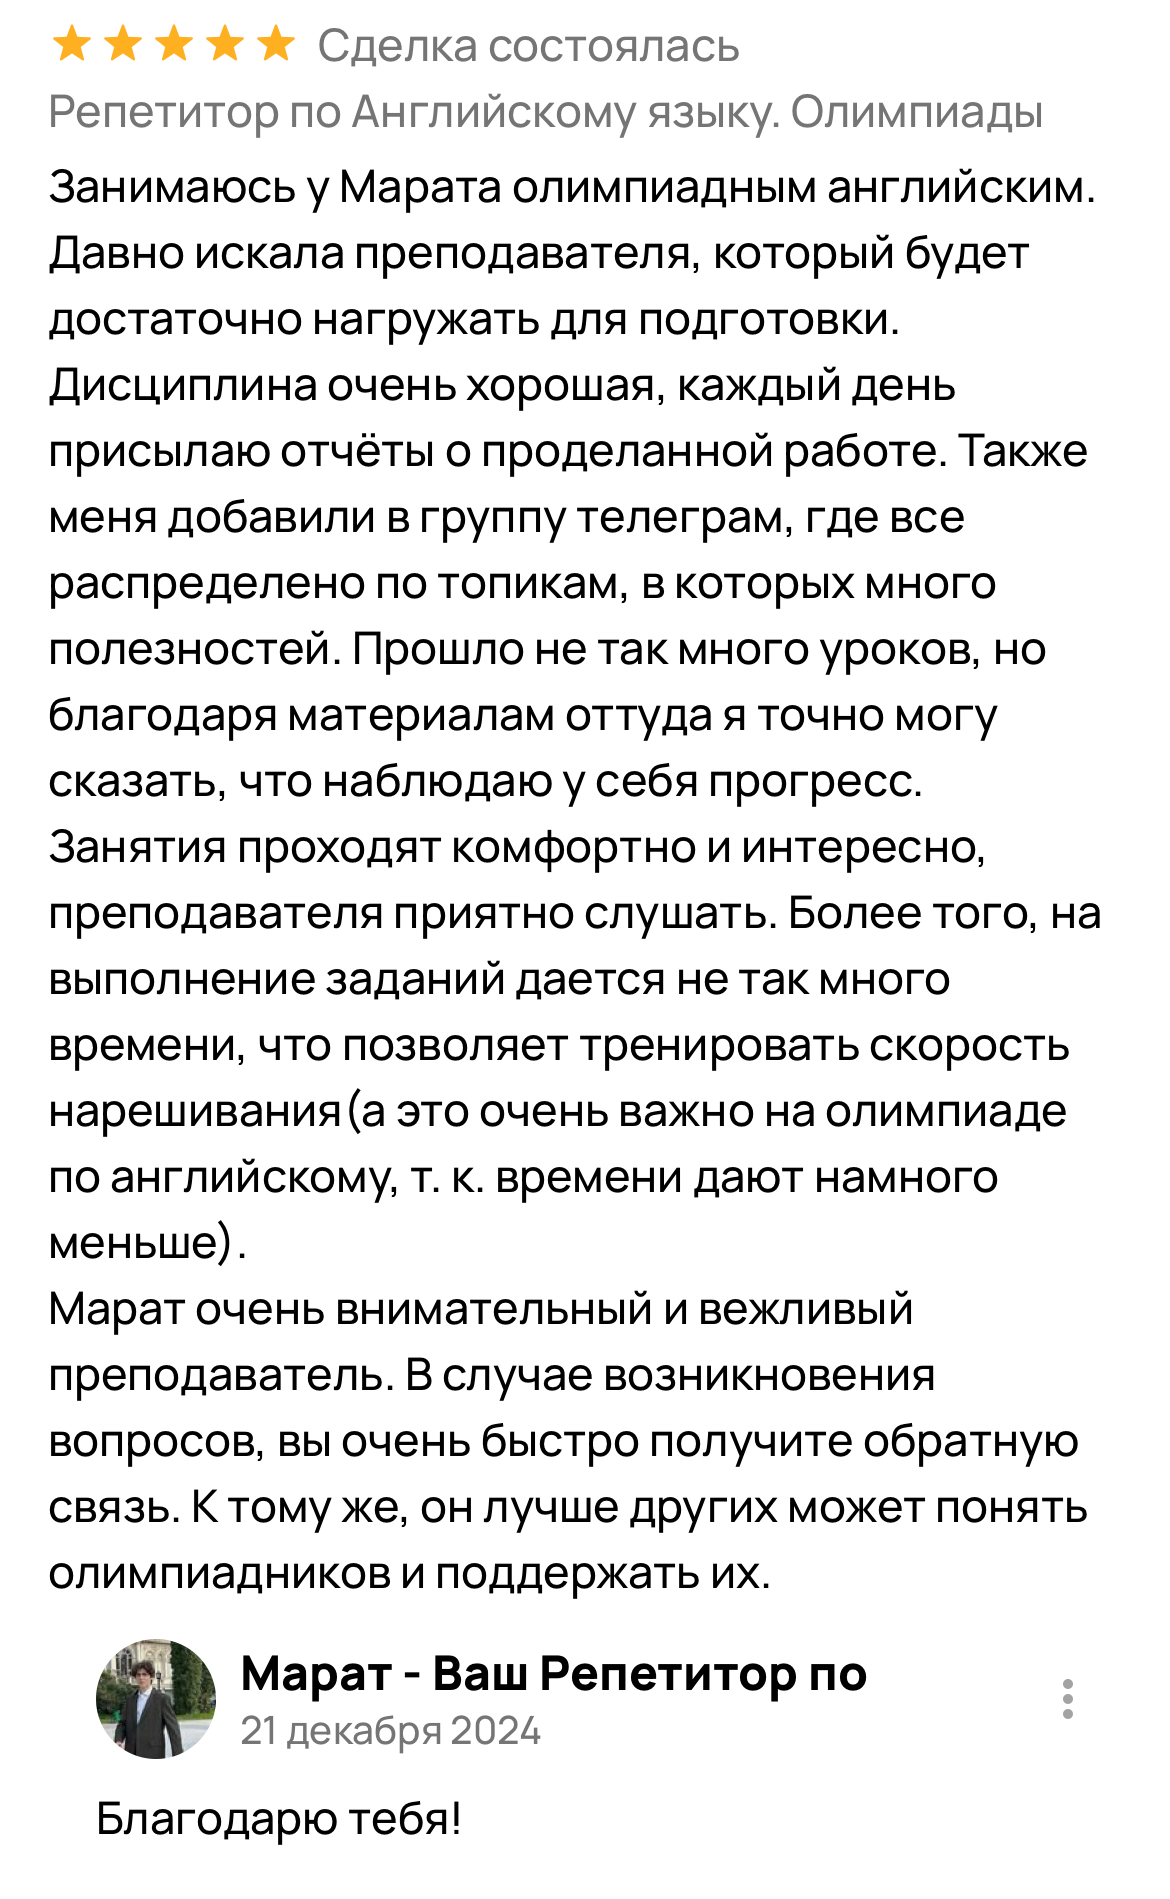 Сделка состоялась
Репетитор по Английскому языку. Олимпиады
Занимаюсь у Марата олимпиадным английским.
Давно искала преподавателя, который будет
достаточно нагружать для подготовки.
Дисциплина очень хорошая, каждый день
присылаю отчёты о проделанной работе. Также
меня добавили в группу телеграм, где все
распределено по топикам, в которых много
полезностей. Прошло не так много уроков, но
благодаря материалам оттуда я точно могу
сказать, что наблюдаю у себя прогресс.
Занятия проходят комфортно и интересно,
преподавателя приятно слушать. Более того, на
выполнение заданий дается не так много
времени, что позволяет тренировать скорость
нарешивания(а это очень важно на олимпиаде
по английскому, т. к. времени дают намного
меньше).
Марат очень внимательный и вежливый
преподаватель. В случае возникновения
вопросов, вы очень быстро получите обратную
связь. К тому же, он лучше других может понять
олимпиадников и поддержать их.
Марат - Ваш Репетитор по
21 декабря 2024
Благодарю тебя!